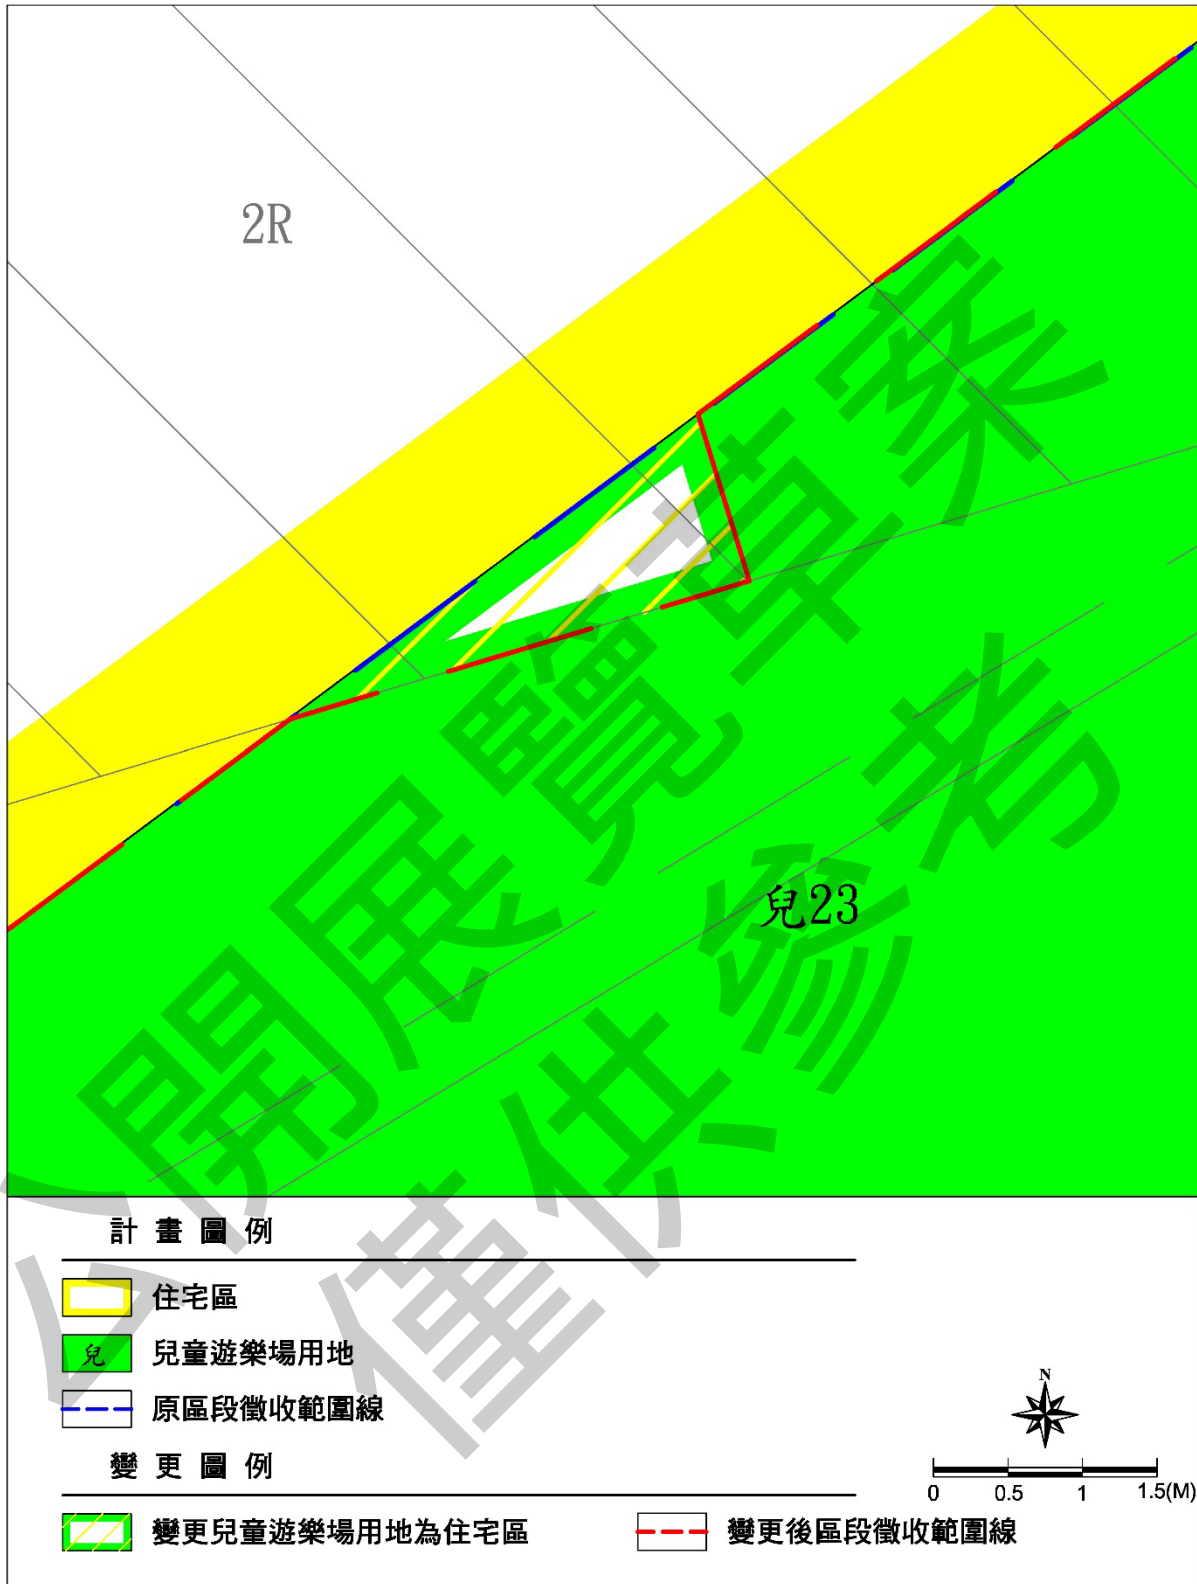 2R
兒23
公開展覽草案
僅供參考
計畫圖例
住宅區
兒
兒童遊樂場用地
原區段徵收範圍線
變更圖例
變更兒童遊樂場用地為住宅區
變更後區段徵收範圍線
N
0 0.5 1 1.5(M)